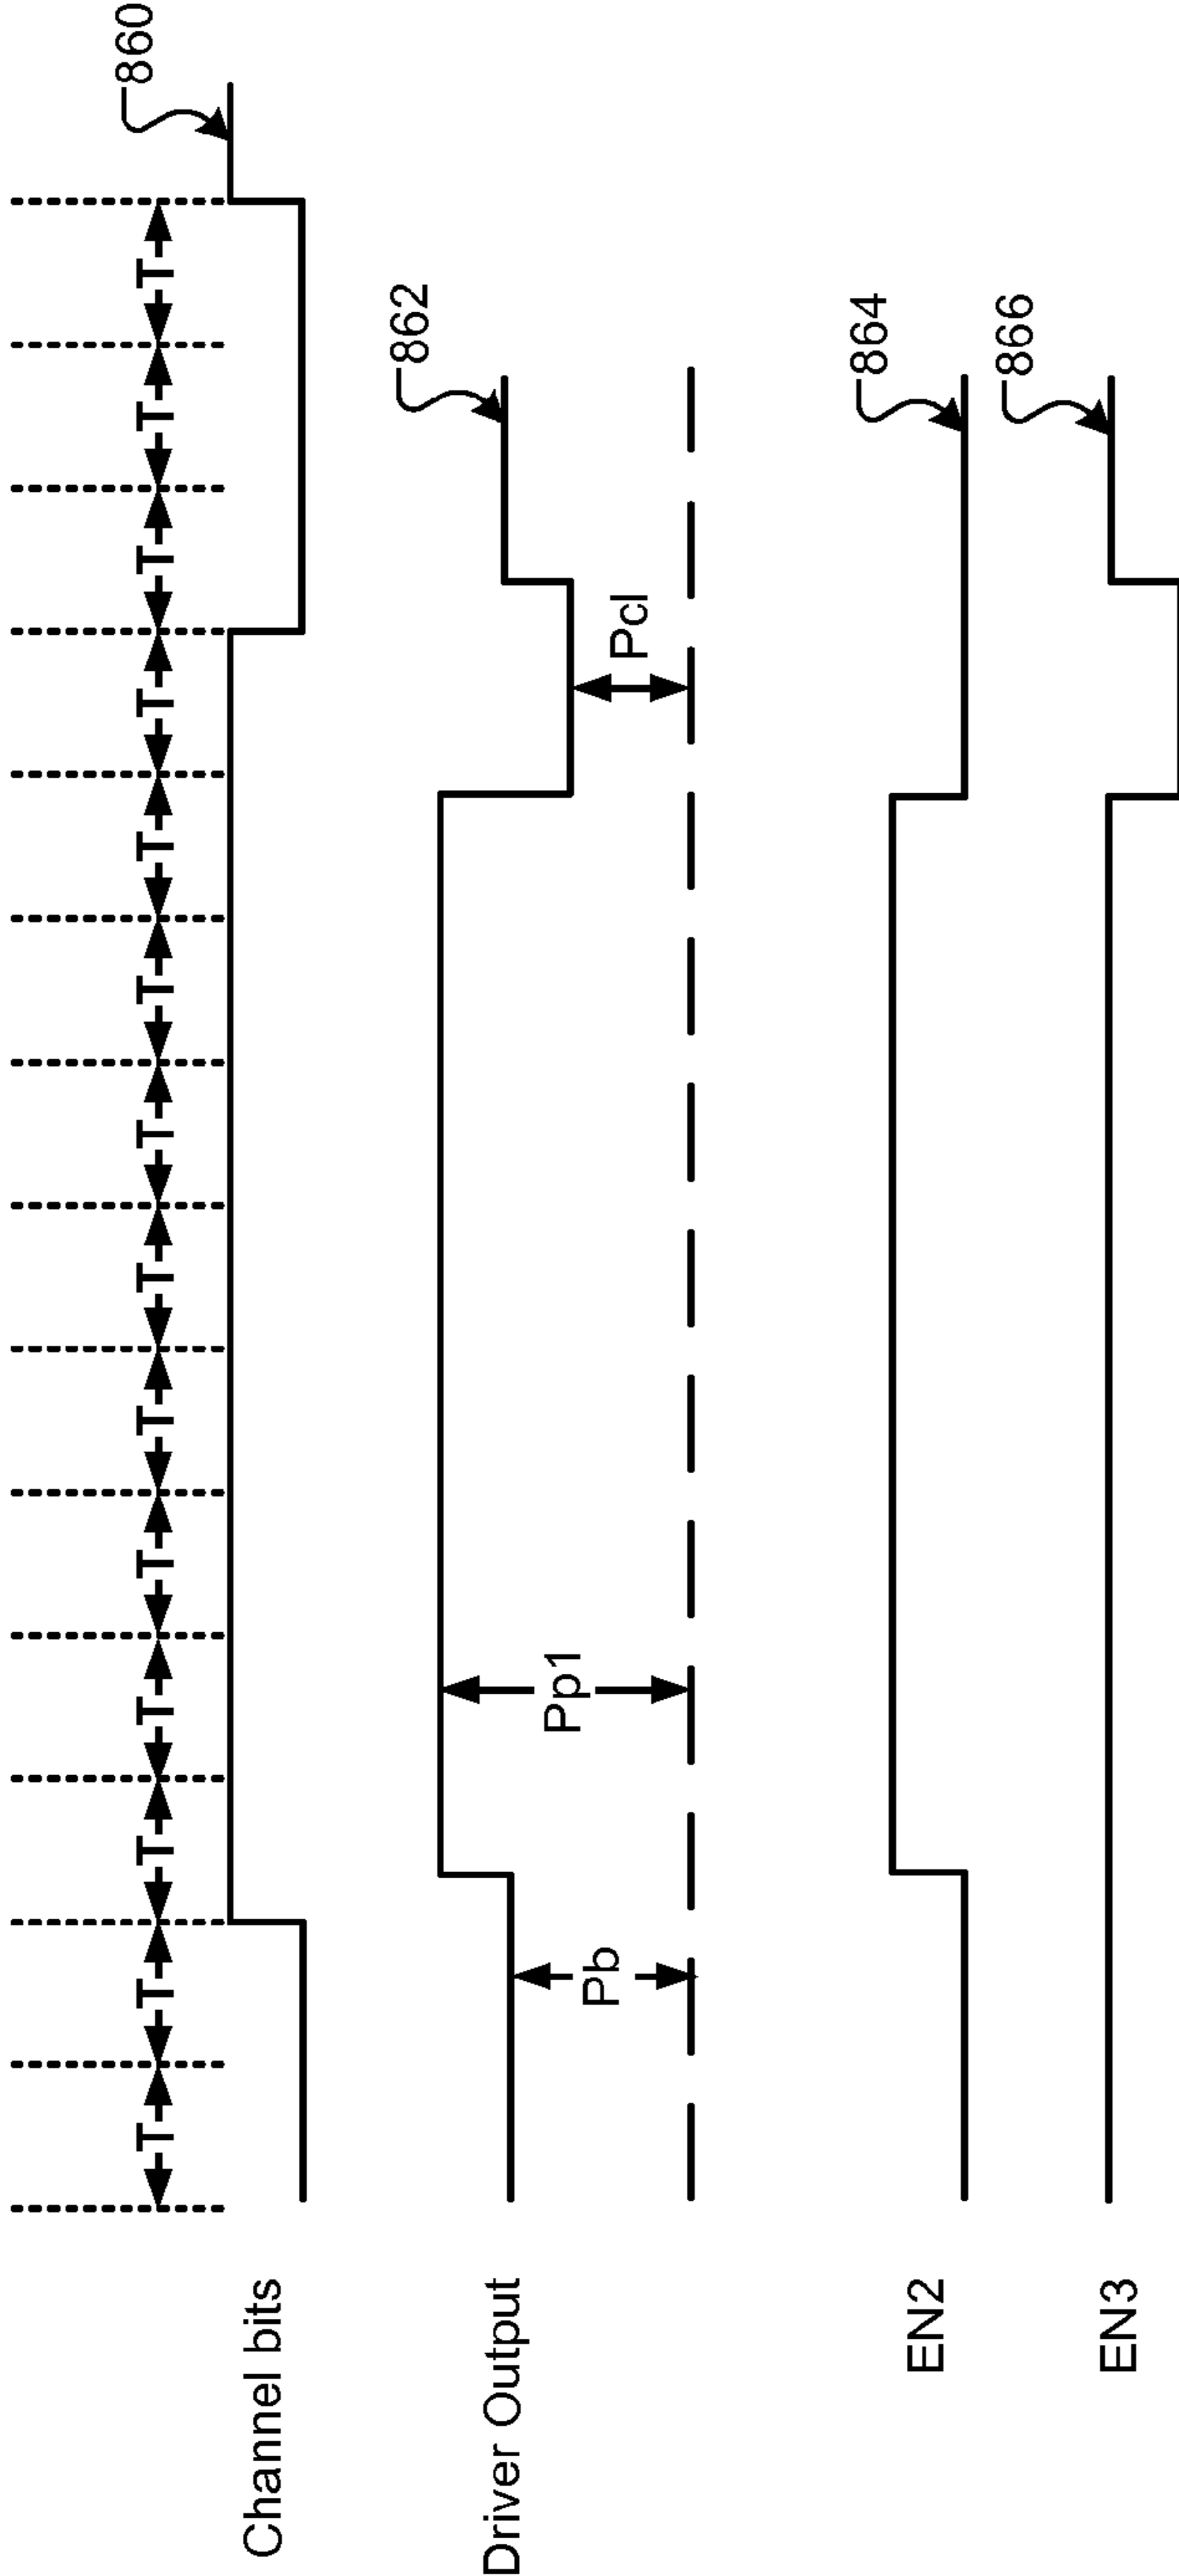 T T T T T T T T T T T T T T
860
Channel bits
862
Driver Output
Pb
Pp1
Pcl
864
EN2
866
EN3